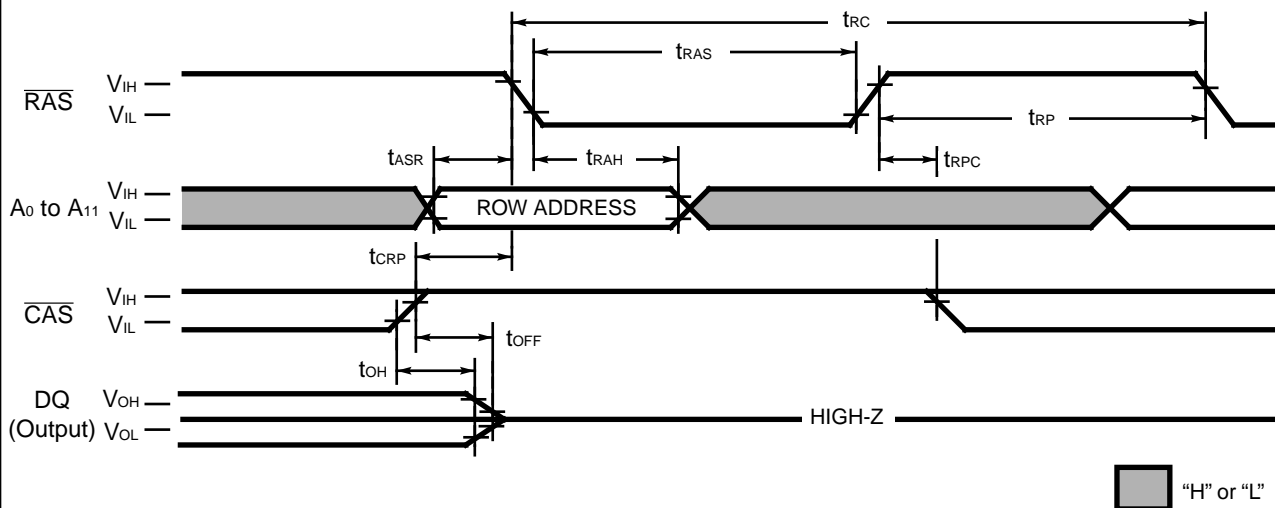 tRC
tRAS
RAS
VIH
VIL
tRP
tASR
tRAH
tRPC
A0 to A11
VIH
VIL
ROW ADDRESS
tCRP
CAS
VIH
VIL
tOFF
tOH
DQ
(Output)
VOH
VOL
HIGH-Z
“H” or “L”